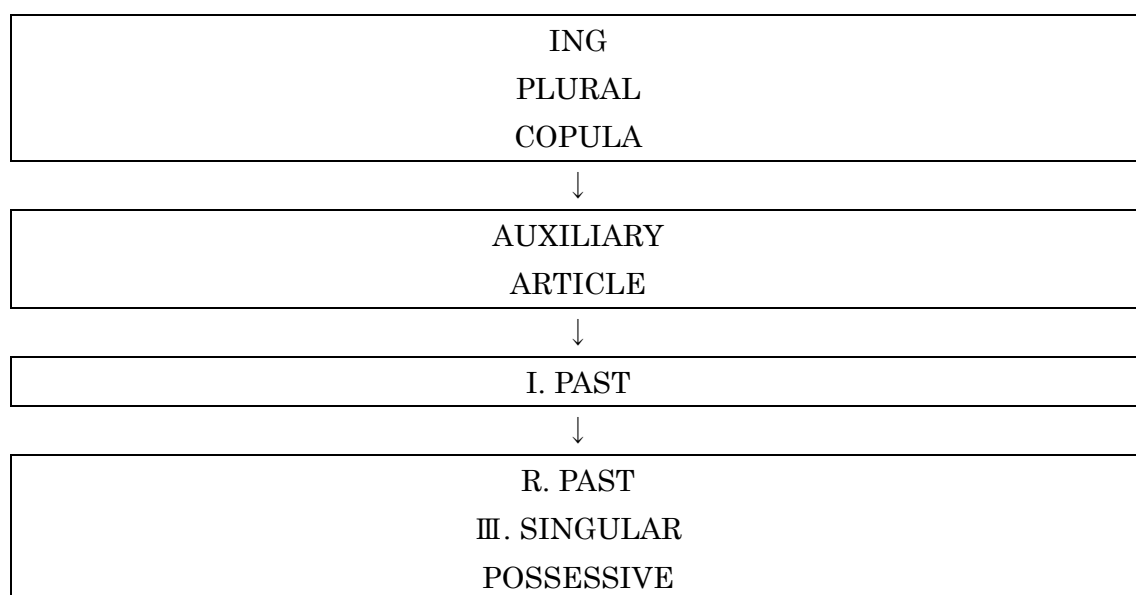 ING
PLURAL
COPULA
↓
AUXILIARY
ARTICLE
↓
I. PAST
↓
R. PAST
Ⅲ. SINGULAR
POSSESSIVE